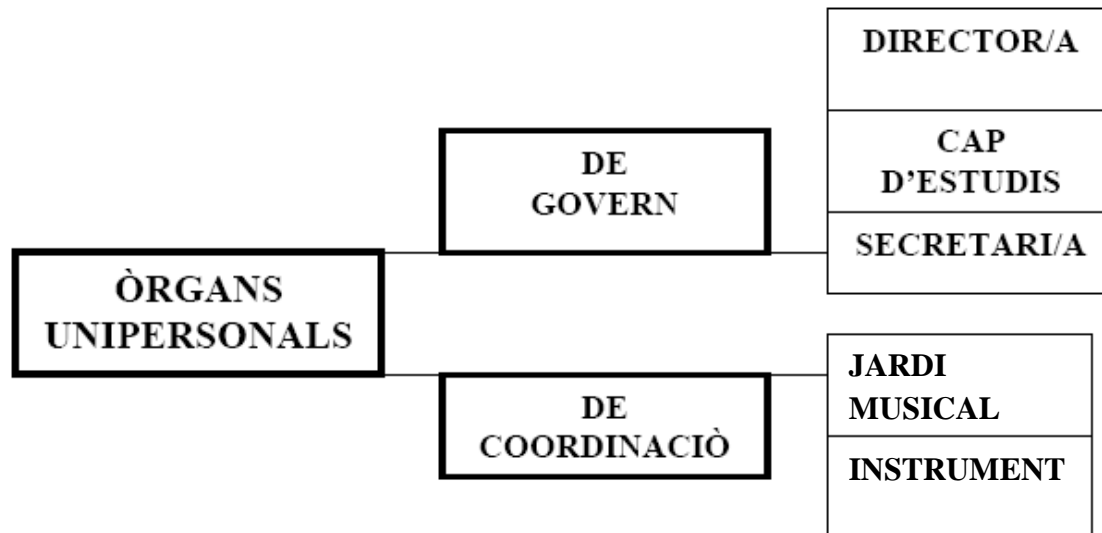 ÒRGANS
UNIPERSONALS
DE
GOVERN
DIRECTOR/A
CAP
D’ESTUDIS
SECRETARI/A
DE
COORDINACIÒ
JARDI
MUSICAL
INSTRUMENT